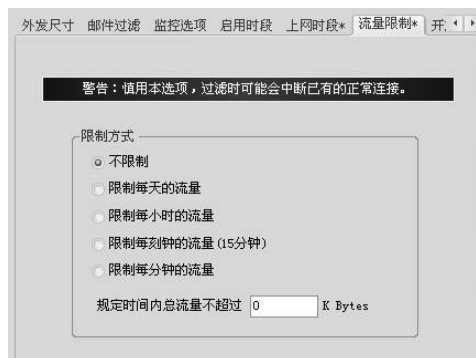 外发尺寸 邮件过滤 监控选项 启用时段 上网时段* 流量限制* 开
警告：慎用本选项，过滤时可能会中断已有的正常连接。
限制方式
不限制
限制每天的流量
限制每小时的流量
限制每刻钟的流量(15分钟)
限制每分钟的流量
规定时间内总流量不超过 0 K Bytes